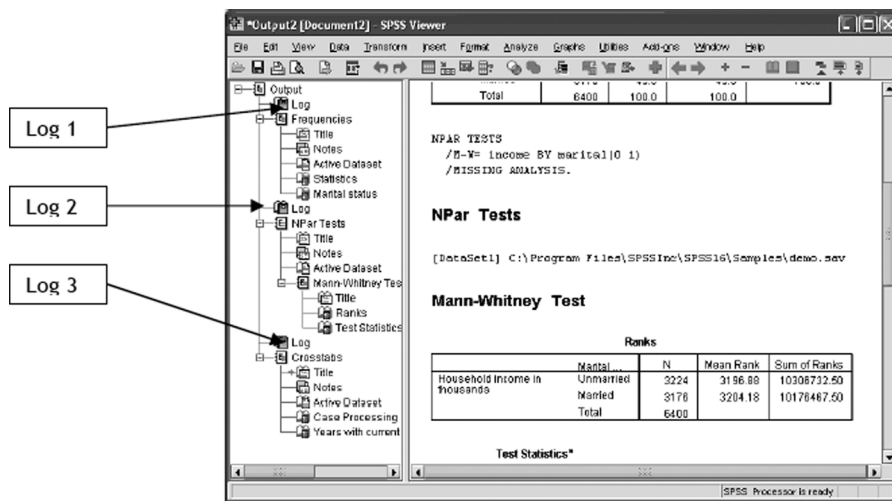 *Output2 [Document2] - SPSS Viewer
File Edit View Data Transform Insert Format Analyze Graphs Utilities Add-ons Window Help
Log 1
Log 2
Log 3
Output
Log
Frequencies
Title
Notes
Active Dataset
Statistics
Marital status
Log
NPar Tests
Title
Notes
Active Dataset
Mann-Whitney Tes
Title
Ranks
Test Statistics
Log
Crosstabs
Title
Notes
Active Dataset
Case Processing
Years with current
Total 6400 100.0 100.0
NPAR TESTS
/M-W= income BY marital(0 1)
/MISSING ANALYSIS.
NPar Tests
[DataSet1] C:\Program Files\SPSSInc\SPSS16\Samples\demo.sav
Mann-Whitney Test
Ranks
Marital ... N Mean Rank Sum of Ranks
Household income in thousands Unmarried 3224 3196.88 10306732.50
Married 3176 3204.18 10176467.50
Total 6400
Test Statistics*
SPSS Processor is ready